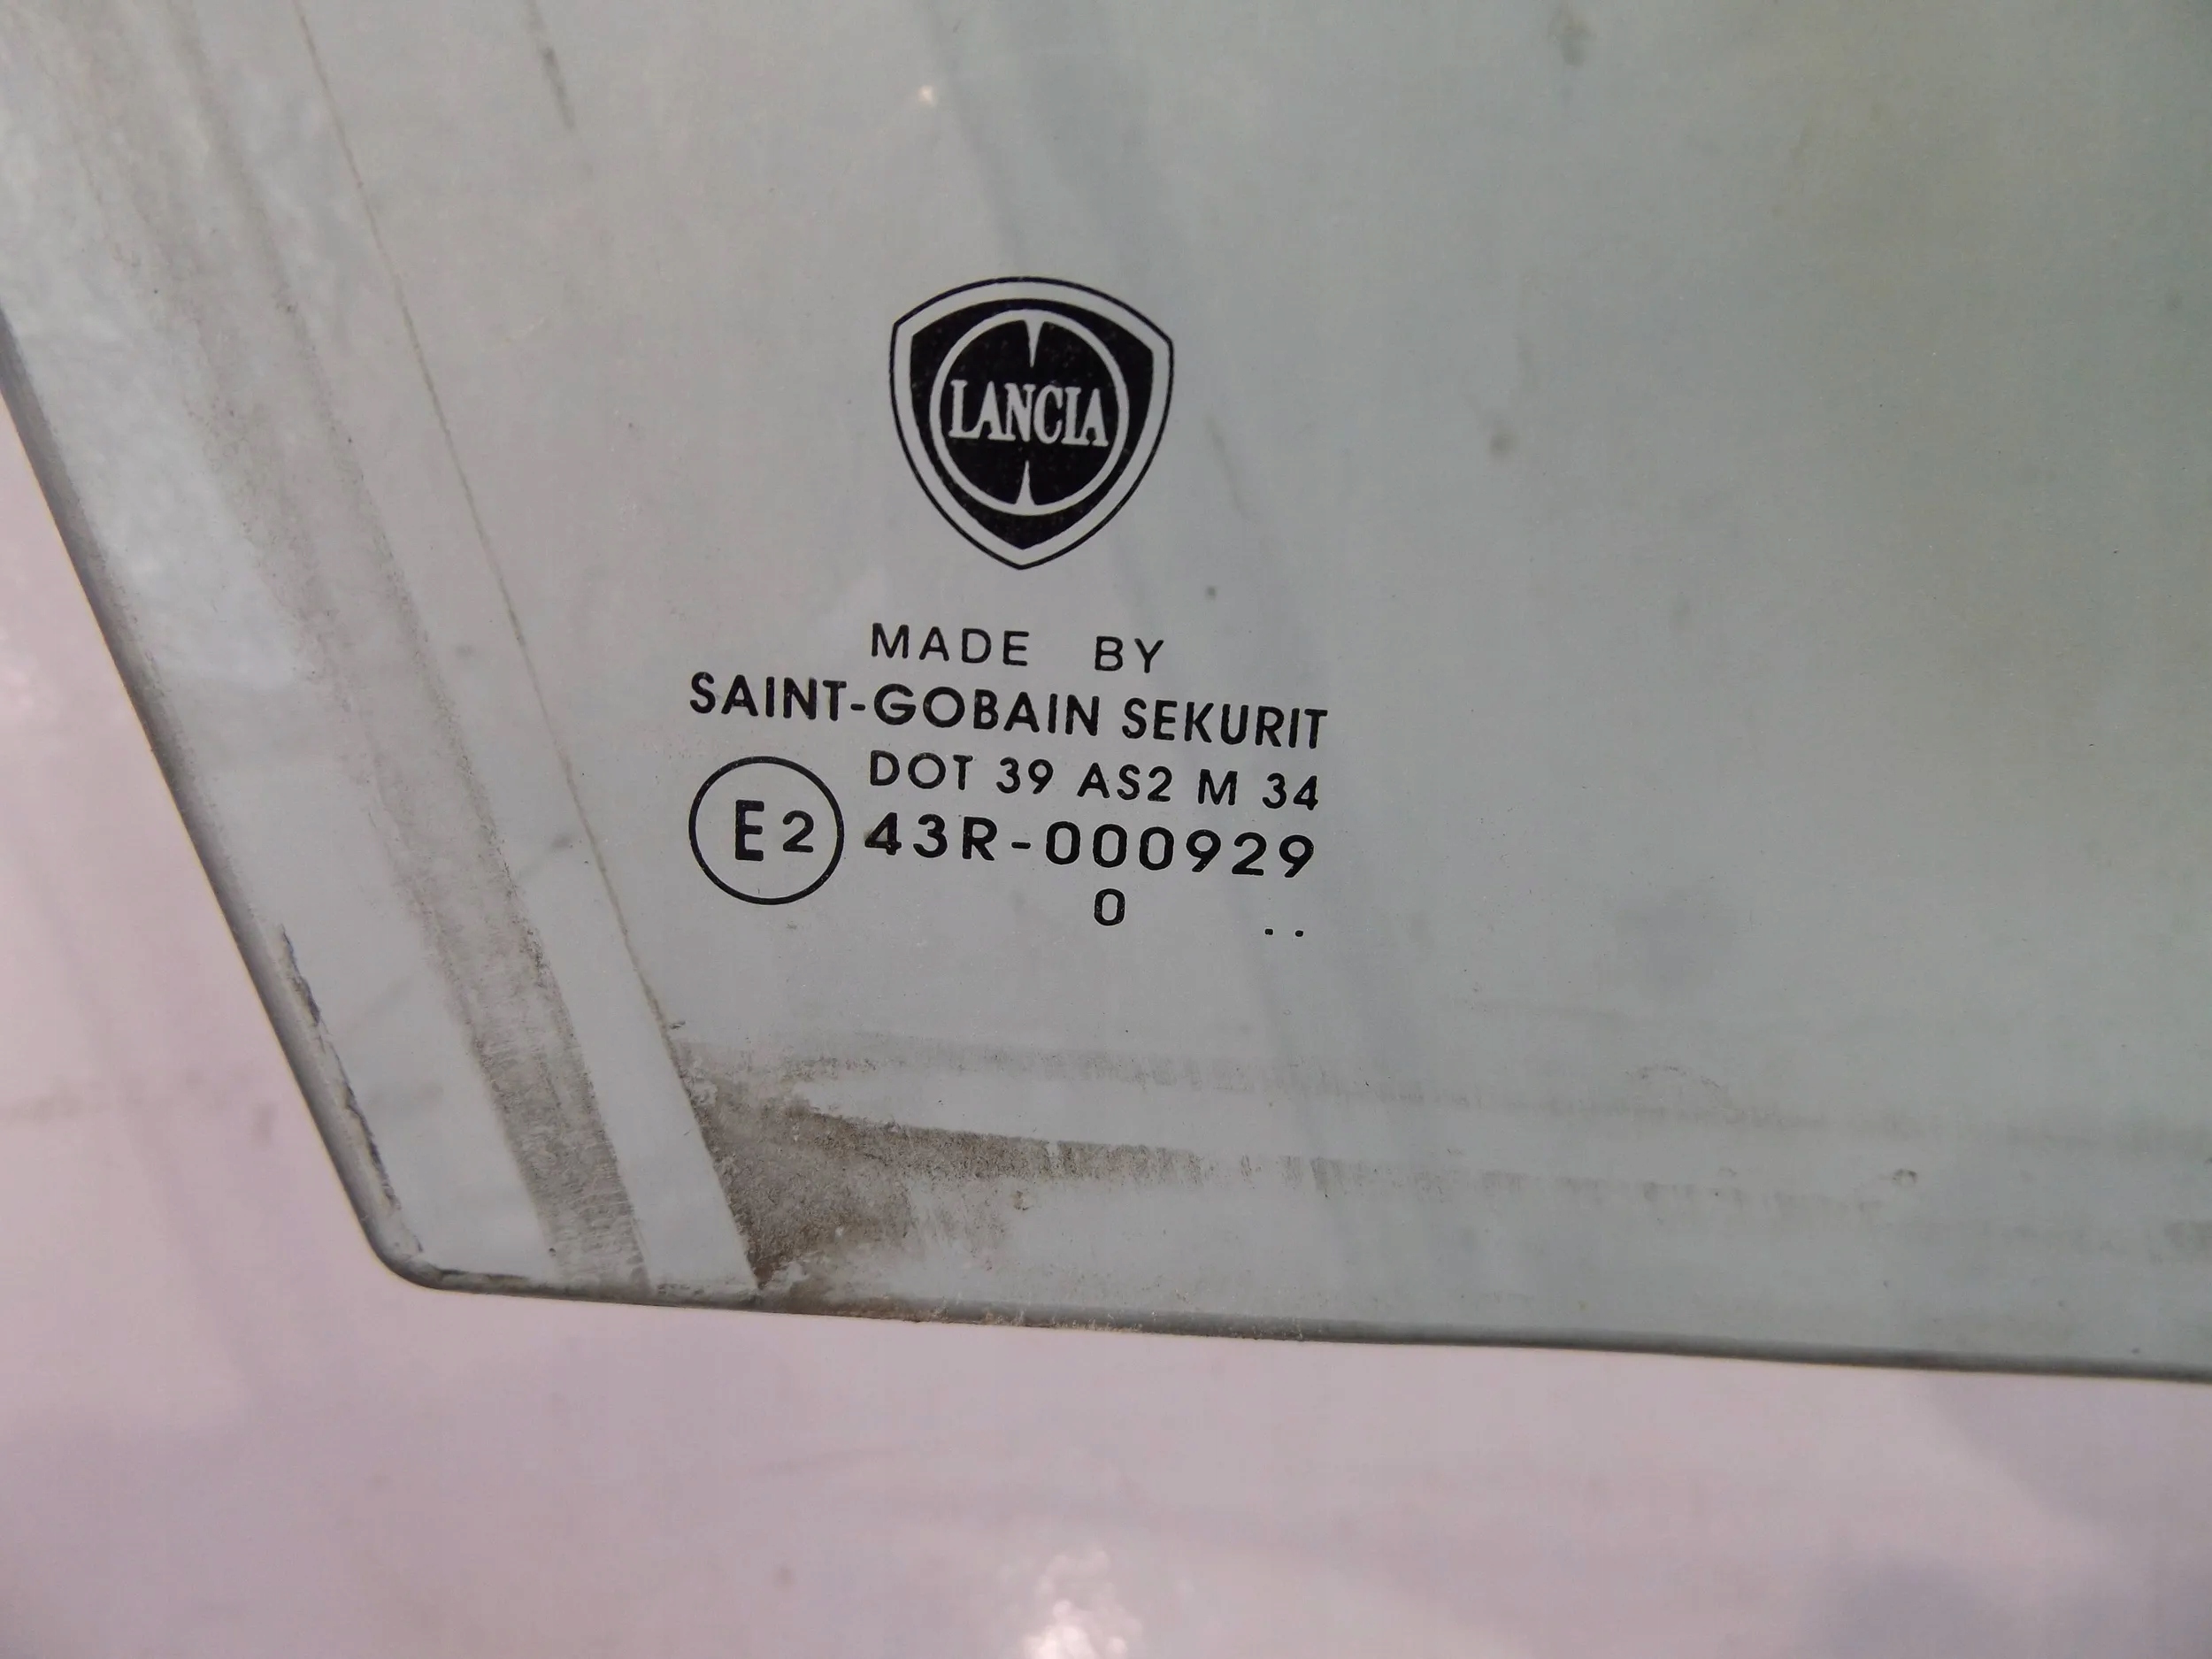 LANCIA
MADE BY
SAINT-GOBAIN SEKURIT
DOT 39 AS2 M 34
E2 43R-000929
0 ..